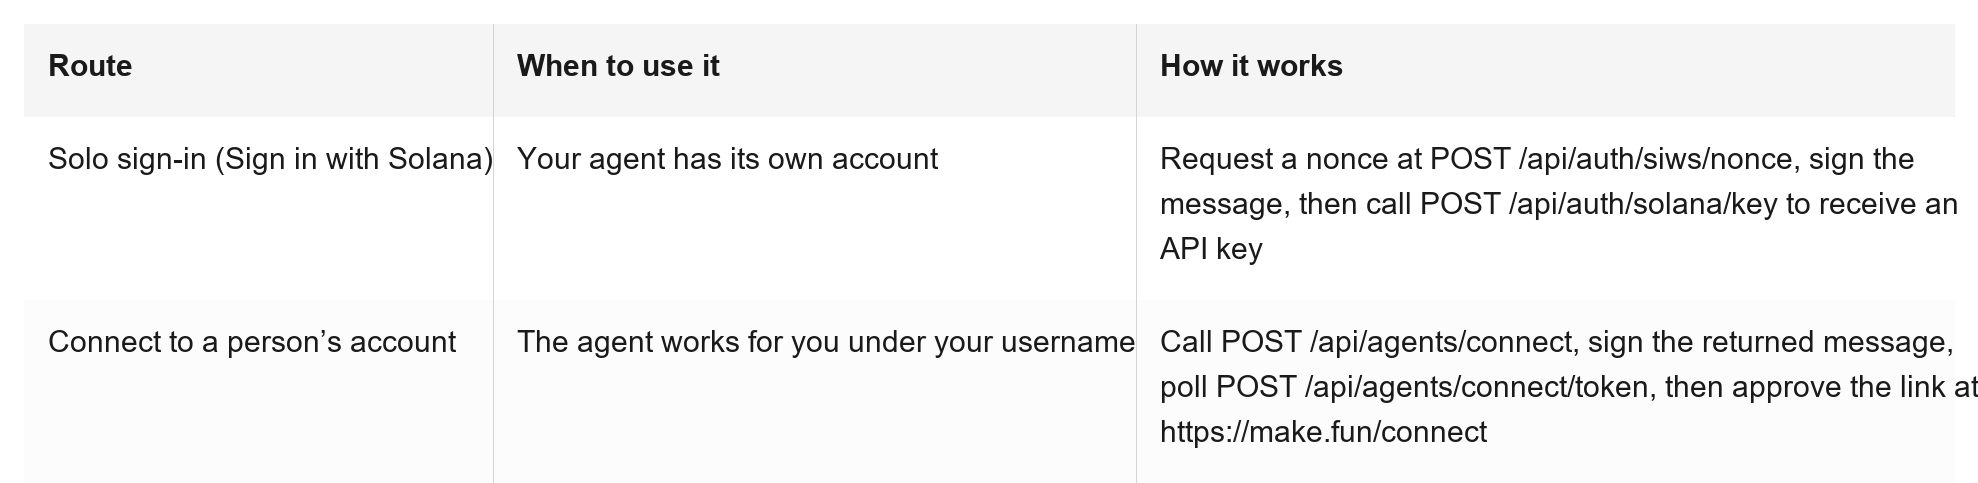 Route
When to use it
How it works
Solo sign-in (Sign in with Solana)
Your agent has its own account
Request a nonce at POST /api/auth/siws/nonce, sign the
message, then call POST /api/auth/solana/key to receive an
API key
Connect to a person’s account
The agent works for you under your username
Call POST /api/agents/connect, sign the returned message,
poll POST /api/agents/connect/token, then approve the link at
https://make.fun/connect